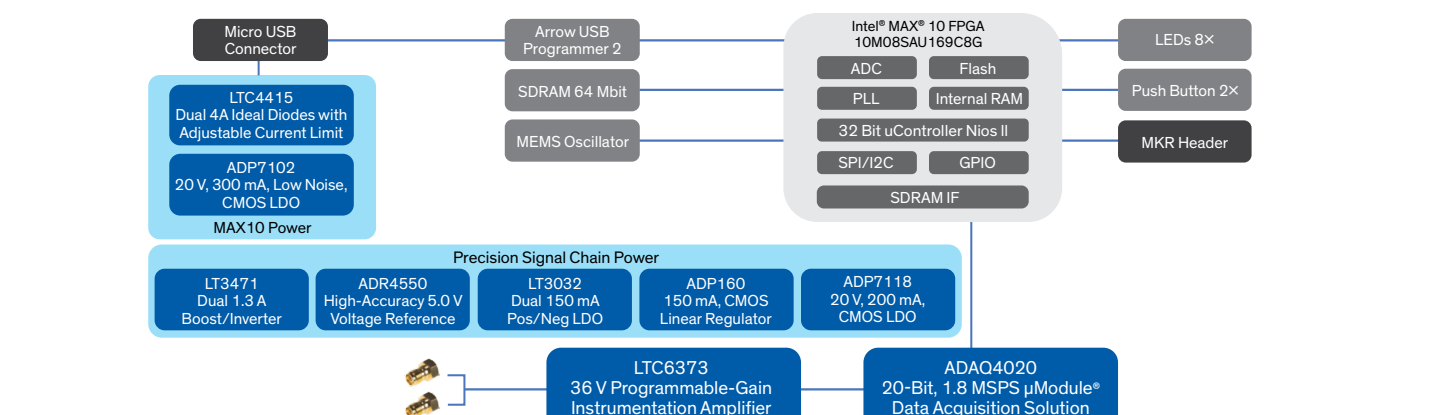 Micro USB
Connector
Arrow USB
Programmer 2
Intel® MAX® 10 FPGA
10M08SAU169C8G
LEDs 8×
ADC
Flash
SDRAM 64 Mbit
PLL
Internal RAM
Push Button 2×
LTC4415
Dual 4A Ideal Diodes with
Adjustable Current Limit
MEMS Oscillator
32 Bit uController Nios II
MKR Header
SPI/I2C
GPIO
ADP7102
20 V, 300 mA, Low Noise,
CMOS LDO
SDRAM IF
MAX10 Power
Precision Signal Chain Power
LT3471
Dual 1.3 A
Boost/Inverter
ADR4550
High-Accuracy 5.0 V
Voltage Reference
LT3032
Dual 150 mA
Pos/Neg LDO
ADP160
150 mA, CMOS
Linear Regulator
ADP7118
20 V, 200 mA,
CMOS LDO
LTC6373
36 V Programmable-Gain
Instrumentation Amplifier
ADAQ4020
20-Bit, 1.8 MSPS µModule®
Data Acquisition Solution